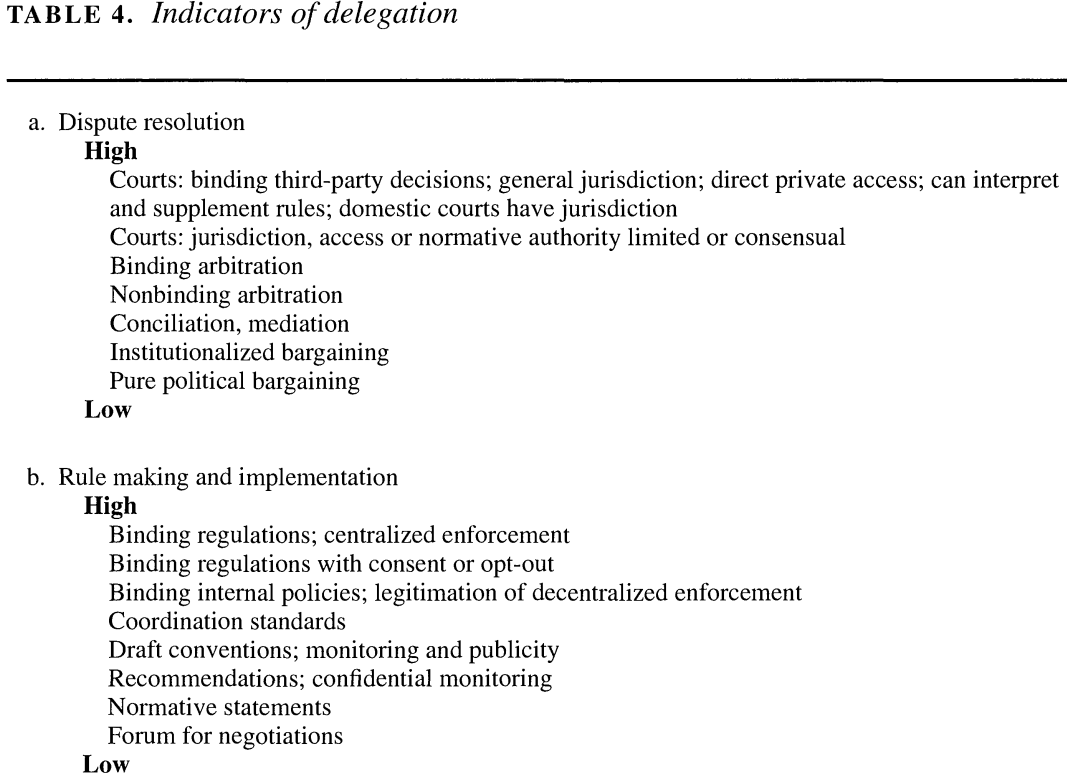 TABLE 4. Indicators of delegation
a. Dispute resolution
High
Courts: binding third-party decisions; general jurisdiction; direct private access; can interpret
and supplement rules; domestic courts have jurisdiction
Courts: jurisdiction, access or normative authority limited or consensual
Binding arbitration
Nonbinding arbitration
Conciliation, mediation
Institutionalized bargaining
Pure political bargaining
Low
b. Rule making and implementation
High
Binding regulations; centralized enforcement
Binding regulations with consent or opt-out
Binding internal policies; legitimation of decentralized enforcement
Coordination standards
Draft conventions; monitoring and publicity
Recommendations; confidential monitoring
Normative statements
Forum for negotiations
Low